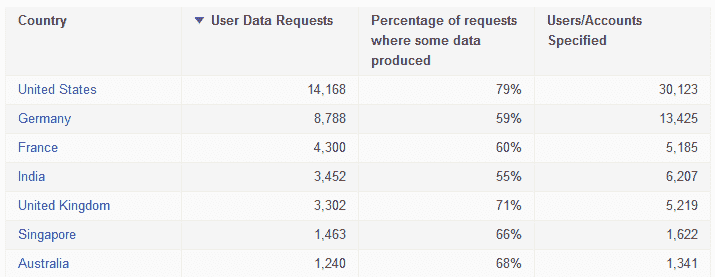 Country ▼ User Data Requests Percentage of requests Users/Accounts
where some data Specified
produced
United States 14,168 79% 30,123
Germany 8,788 59% 13,425
France 4,300 60% 5,185
India 3,452 55% 6,207
United Kingdom 3,302 71% 5,219
Singapore 1,463 66% 1,622
Australia 1,240 68% 1,341